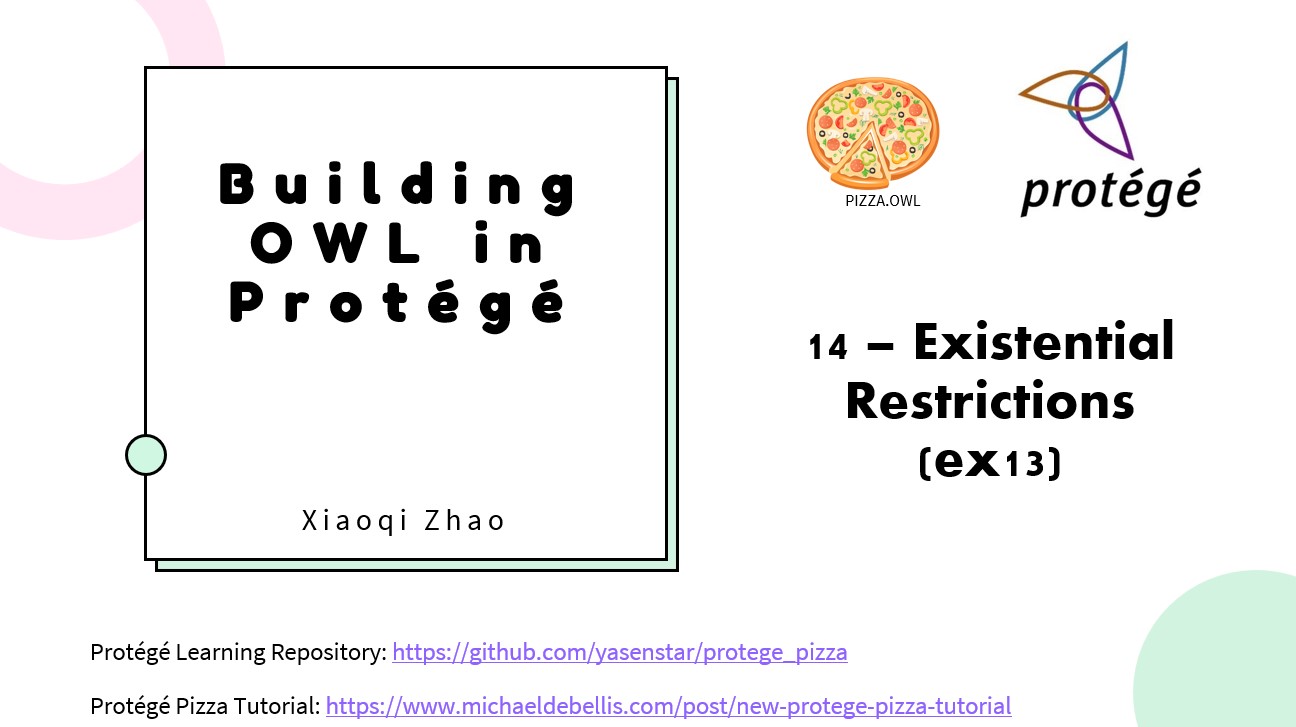 Building
OWL in
Protégé
Xiaoqi Zhao
PIZZA.OWL
protégé
14 – Existential
Restrictions
(ex13)
Protégé Learning Repository: https://github.com/yasenstar/protege_pizza
Protégé Pizza Tutorial: https://www.michaeldebellis.com/post/new-protege-pizza-tutorial